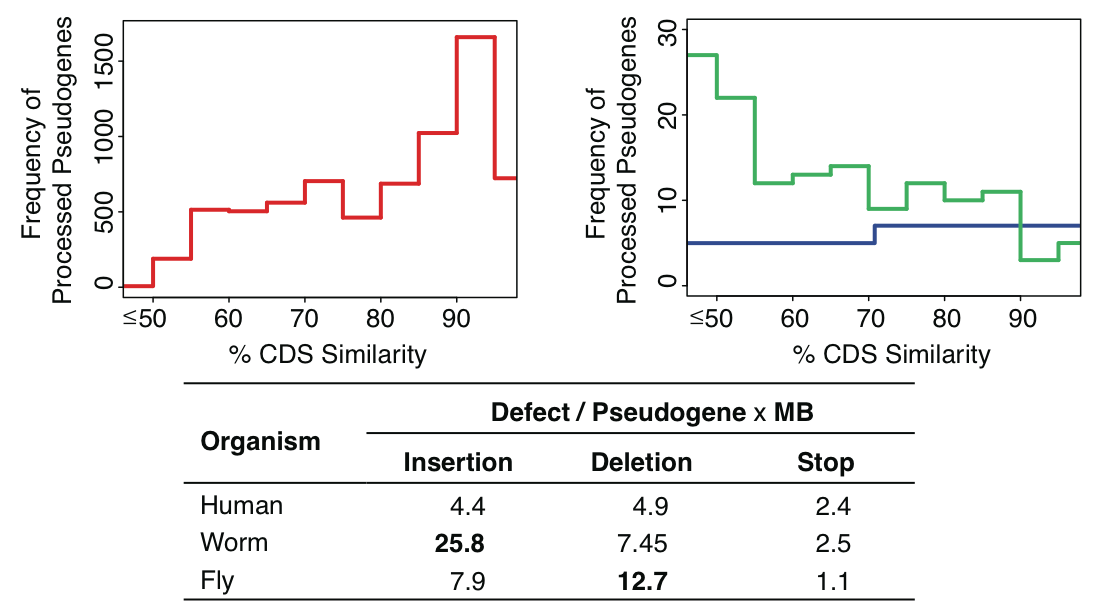 Frequency of
Processed Pseudogenes
1500
1000
500
0
≤50 60 70 80 90
% CDS Similarity
Frequency of
Processed Pseudogenes
30
20
10
0
≤50 60 70 80 90
% CDS Similarity
Defect / Pseudogene x MB
Organism
Insertion Deletion Stop
Human 4.4 4.9 2.4
Worm 25.8 7.45 2.5
Fly 7.9 12.7 1.1